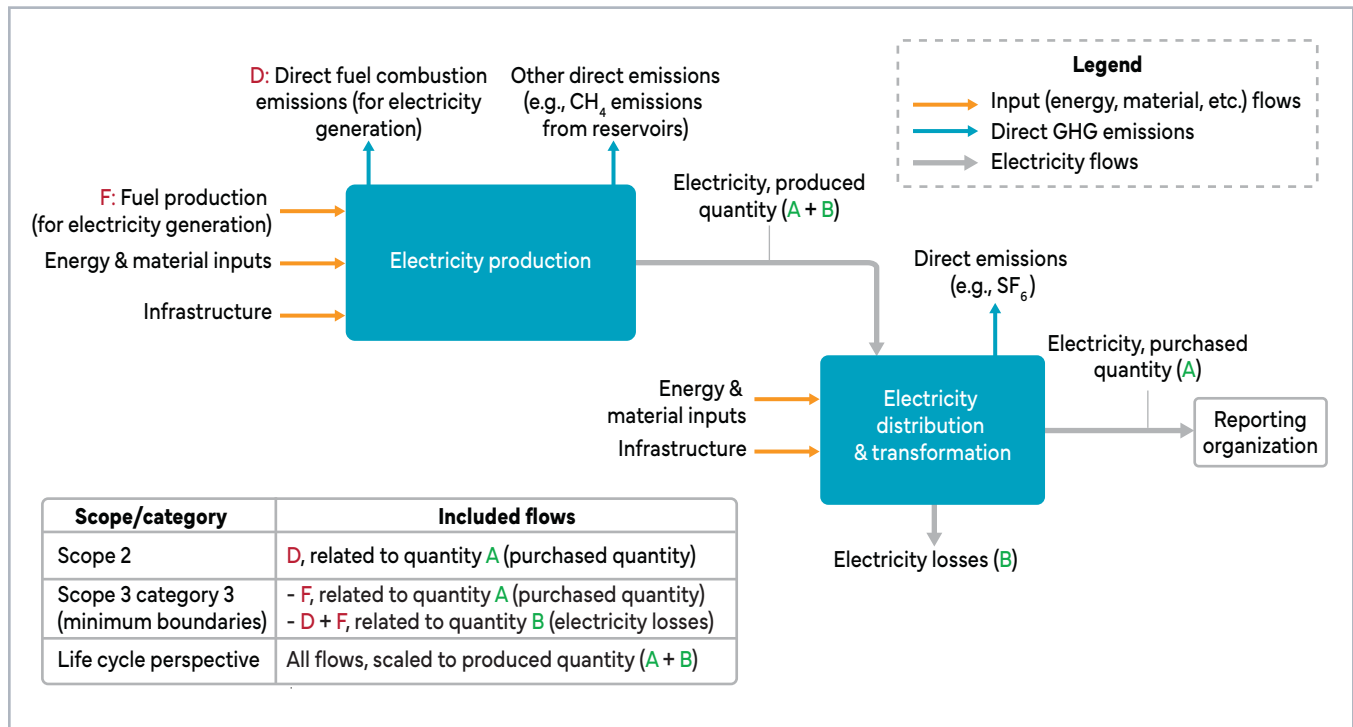 D: Direct fuel combustion
emissions (for electricity
generation)
Other direct emissions
(e.g., CH₄ emissions
from reservoirs)
Legend
Input (energy, material, etc.) flows
Direct GHG emissions
Electricity flows
F: Fuel production
(for electricity generation)
Energy & material inputs
Infrastructure
Electricity production
Electricity, produced
quantity (A + B)
Direct emissions
(e.g., SF₆)
Electricity, purchased
quantity (A)
Energy &
material inputs
Infrastructure
Electricity
distribution
& transformation
Reporting
organization
Electricity losses (B)
Scope/category
Included flows
Scope 2
D, related to quantity A (purchased quantity)
Scope 3 category 3
(minimum boundaries)
- F, related to quantity A (purchased quantity)
- D + F, related to quantity B (electricity losses)
Life cycle perspective
All flows, scaled to produced quantity (A + B)